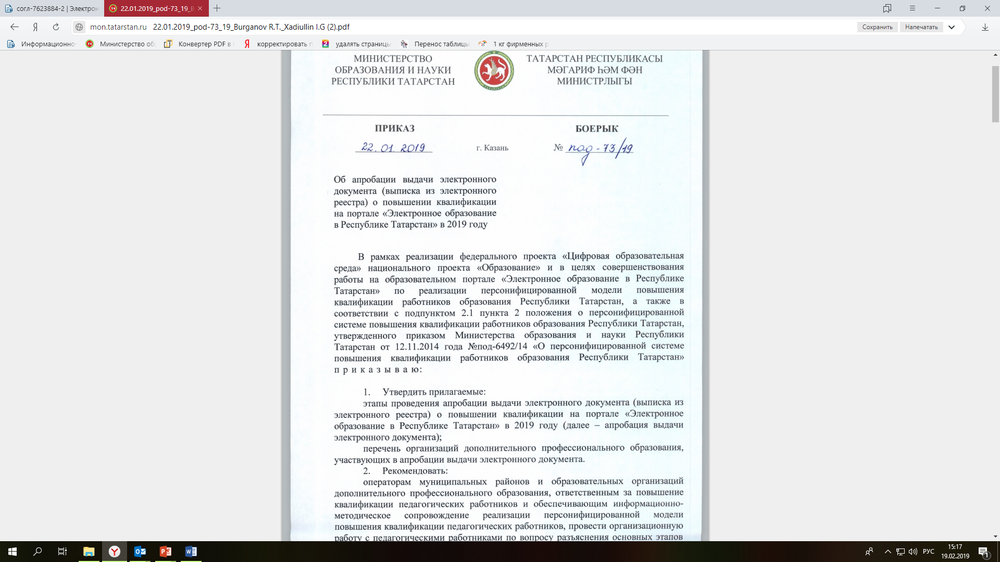 согл-7623884-2 | Электрон
22.01.2019_pod-73_19_B
mon.tatarstan.ru 22.01.2019_pod-73_19_Burganov R.T._Xadiullin I.G (2).pdf
Сохранить Напечатать
Информационно- Министерство об Конвертер PDF в корректировать п удалять страницы Перенос таблицы 1 кг фирменных р
МИНИСТЕРСТВО
ОБРАЗОВАНИЯ И НАУКИ
РЕСПУБЛИКИ ТАТАРСТАН
ТАТАРСТАН
ТАТАРСТАН РЕСПУБЛИКАСЫ
МӘГАРИФ ҺӘМ ФӘН
МИНИСТРЛЫГЫ
ПРИКАЗ БОЕРЫК
22.01.2019 г. Казань № под-73/19
Об апробации выдачи электронного
документа (выписка из электронного
реестра) о повышении квалификации
на портале «Электронное образование
в Республике Татарстан» в 2019 году
В рамках реализации федерального проекта «Цифровая образовательная
среда» национального проекта «Образование» и в целях совершенствования
работы на образовательном портале «Электронное образование в Республике
Татарстан» по реализации персонифицированной модели повышения
квалификации работников образования Республики Татарстан, а также в
соответствии с подпунктом 2.1 пункта 2 положения о персонифицированной
системе повышения квалификации работников образования Республики Татарстан,
утвержденного приказом Министерства образования и науки Республики
Татарстан от 12.11.2014 года №под-6492/14 «О персонифицированной системе
повышения квалификации работников образования Республики Татарстан»
п р и к а з ы в а ю:
1. Утвердить прилагаемые:
этапы проведения апробации выдачи электронного документа (выписка из
электронного реестра) о повышении квалификации на портале «Электронное
образование в Республике Татарстан» в 2019 году (далее – апробация выдачи
электронного документа);
перечень организаций дополнительного профессионального образования,
участвующих в апробации выдачи электронного документа.
2. Рекомендовать:
операторам муниципальных районов и образовательных организаций
дополнительного профессионального образования, ответственным за повышение
квалификации педагогических работников и обеспечивающим информационно-
методическое сопровождение реализации персонифицированной модели
повышения квалификации педагогических работников, провести организационную
работу с педагогическими работниками по вопросу разъяснения основных этапов
РУС
15:17
19.02.2019
1